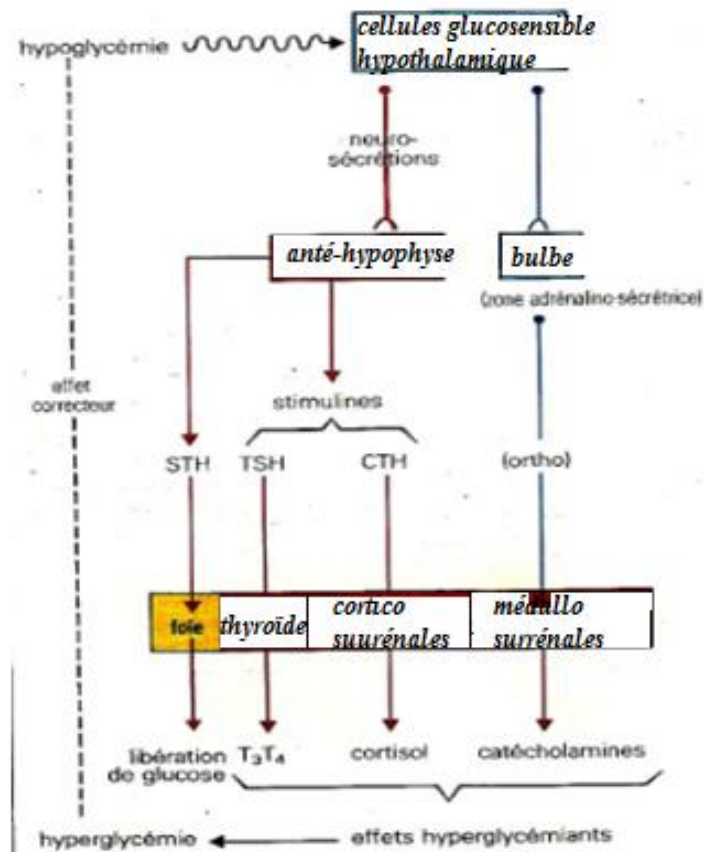 hypoglycémie
cellules glucosensible
hypothalamique
neuro-
sécrétions
anté-hypophyse
bulbe
(zone adrénalino-sécrétrice)
effet
correcteur
stimulines
STH
TSH
CTH
(ortho)
foie
thyroïde
cortico
suurénales
médullo
surrénales
libération
de glucose
T₃T₄
cortisol
catécholamines
hyperglycémie
effets hyperglycémiants